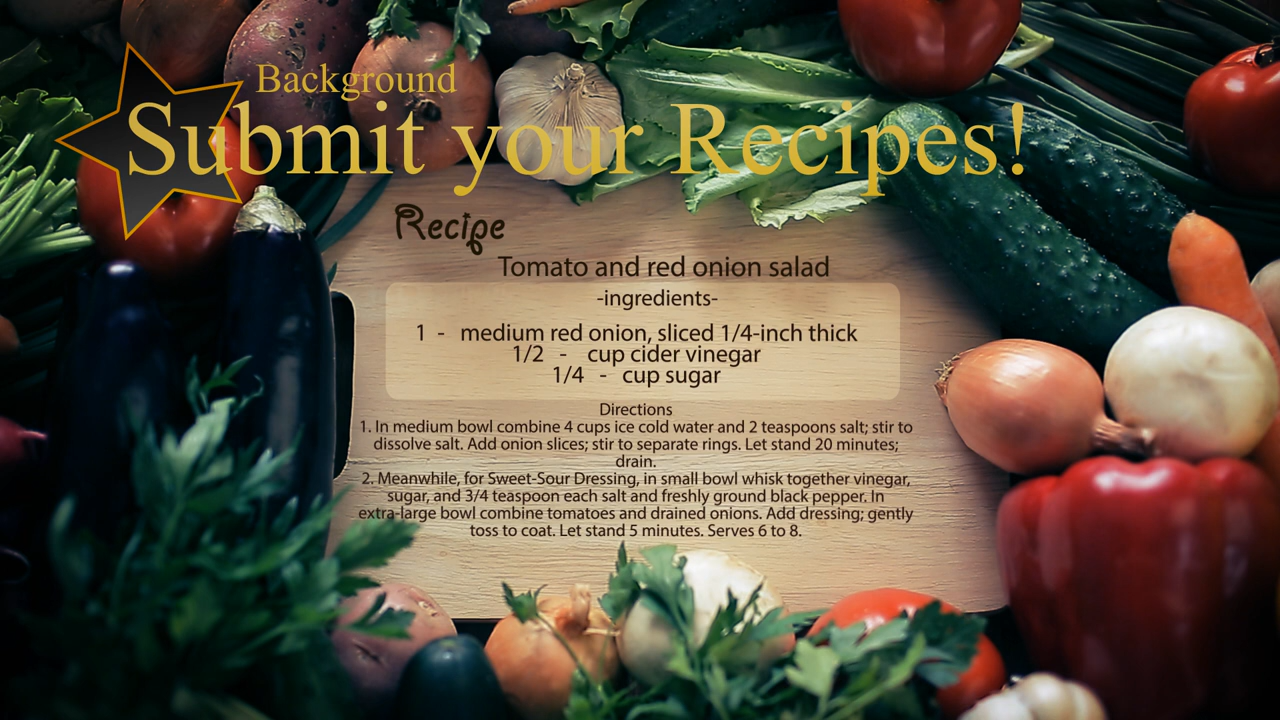 Background
Submit your Recipes!
Recipe
Tomato and red onion salad
-ingredients-
1 - medium red onion, sliced 1/4-inch thick
1/2 - cup cider vinegar
1/4 - cup sugar
Directions
1. In medium bowl combine 4 cups ice cold water and 2 teaspoons salt; stir to
dissolve salt. Add onion slices; stir to separate rings. Let stand 20 minutes;
drain.
2. Meanwhile, for Sweet-Sour Dressing, in small bowl whisk together vinegar,
sugar, and 3/4 teaspoon each salt and freshly ground black pepper. In
extra-large bowl combine tomatoes and drained onions. Add dressing; gently
toss to coat. Let stand 5 minutes. Serves 6 to 8.